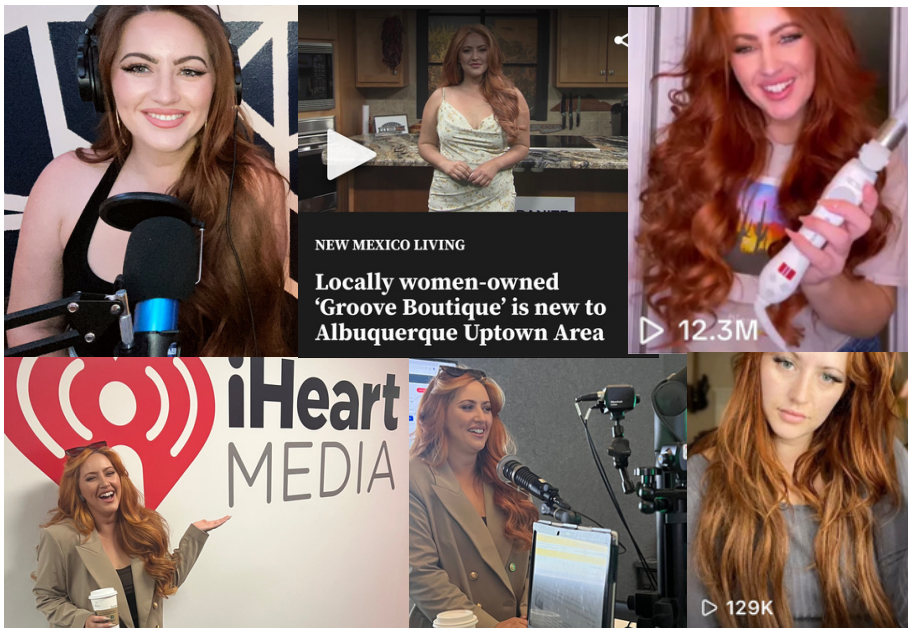 NEW MEXICO LIVING
Locally women-owned
‘Groove Boutique’ is new to
Albuquerque Uptown Area
12.3M
iHeart
MEDIA
129K